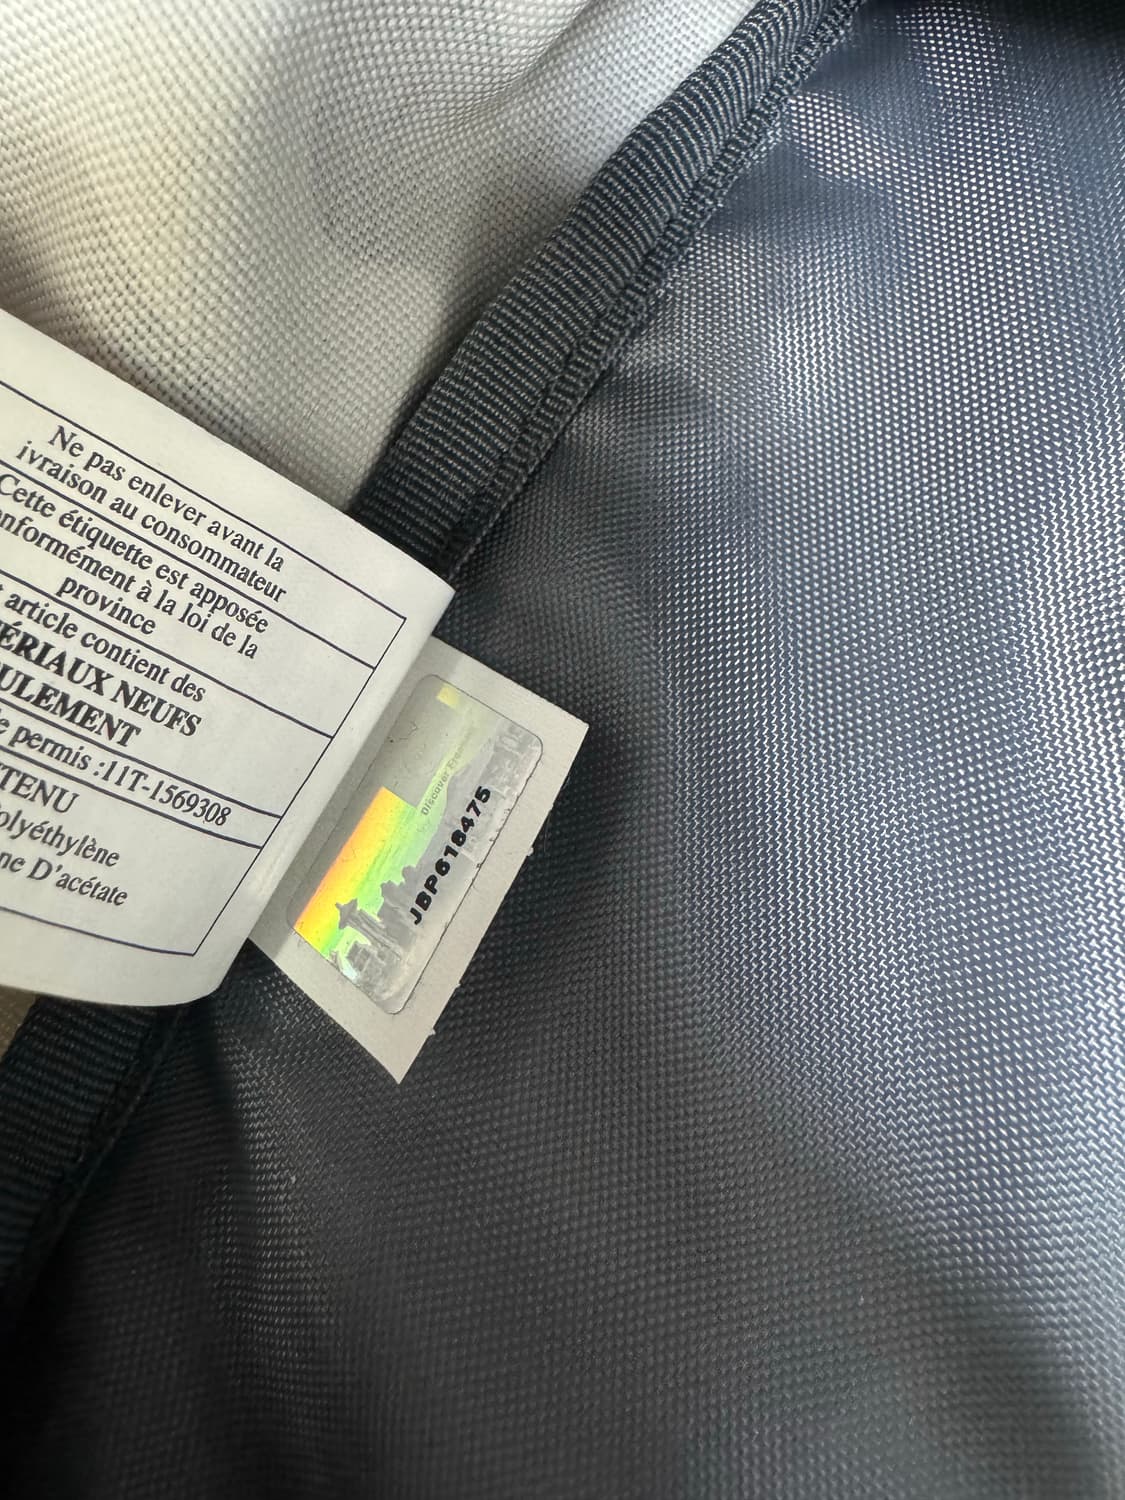 Ne pas enlever avant la
ivraison au consommateur
Cette étiquette est apposée
onformément à la loi de la
province
article contient des
ÉRIAUX NEUFS
ULEMENT
e permis :11T-1569308
TENU
olyéthylène
ne D'acétate
Discover
JBP618475